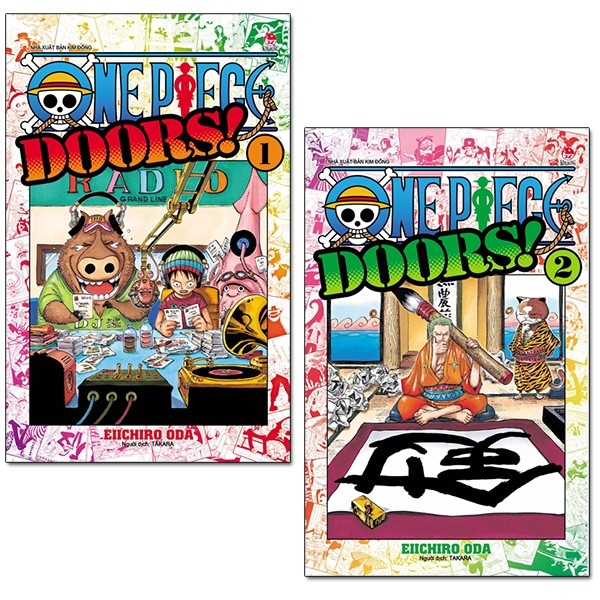 NHÀ XUẤT BẢN KIM ĐỒNG
ONE PIECE
DOORS!
1
RADIO
GRAND LINE
EIICHIRO ODA
Người dịch: TAKARA
NHÀ XUẤT BẢN KIM ĐỒNG
ONE PIECE
DOORS!
2
EIICHIRO ODA
Người dịch: TAKARA